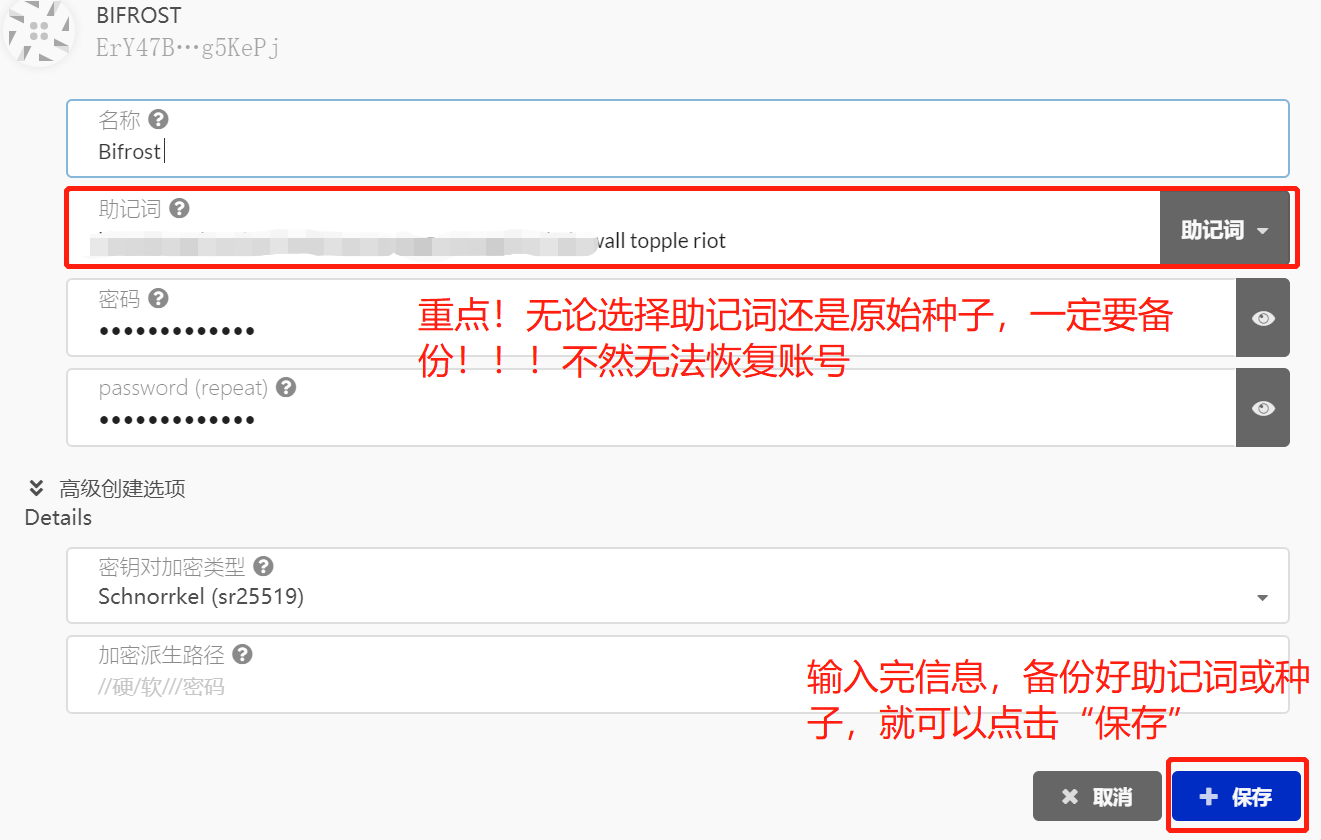 BIFROST
ErY47B···g5KePj
名称
Bifrost
助记词
wall topple riot
助记词
密码
•••••••••••••
重点！无论选择助记词还是原始种子，一定要备
份！！！不然无法恢复账号
password (repeat)
•••••••••••••
高级创建选项
Details
密钥对加密类型
Schnorrkel (sr25519)
加密派生路径
//硬/软///密码
输入完信息，备份好助记词或种
子，就可以点击“保存”
取消
保存